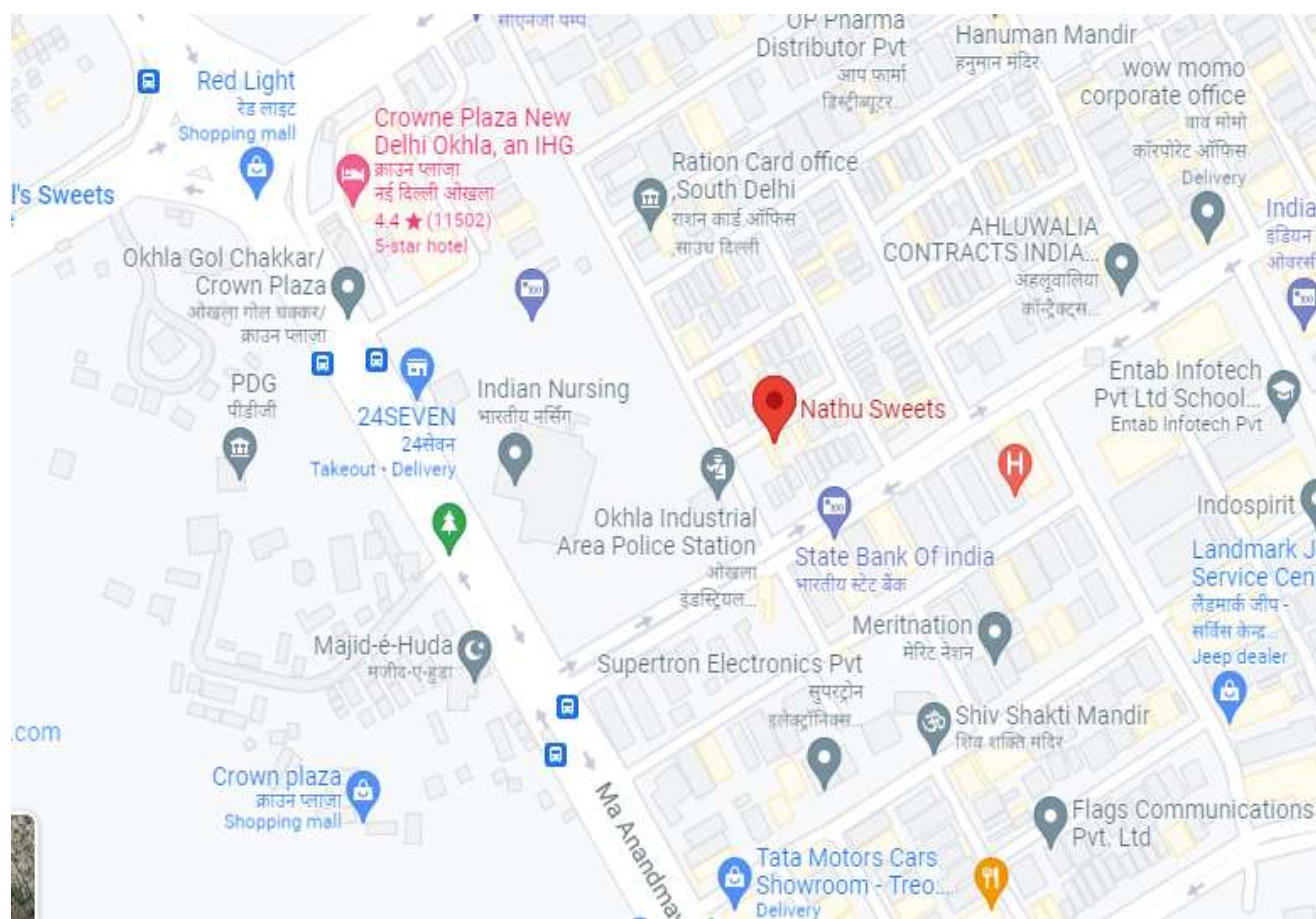 सीएनजी पम्प
OP Pharma
Distributor Pvt
आप फार्मा
डिस्ट्रीब्यूटर...
Hanuman Mandir
हनुमान मंदिर
wow momo
corporate office
वाव मोमो
कॉरपोरेट ऑफिस
Delivery
Red Light
रेड लाइट
Shopping mall
Crowne Plaza New
Delhi Okhla, an IHG
क्राउन प्लाजा
नई दिल्ली ओखला
4.4 ★ (11502)
5-star hotel
Ration Card office
,South Delhi
राशन कार्ड ऑफिस
,साउथ दिल्ली
l's Sweets
AHLUWALIA
CONTRACTS INDIA...
अहलूवालिया
कॉन्ट्रैक्ट्स...
India
इंडियन
ओवरसी
Okhla Gol Chakkar/
Crown Plaza
ओखला गोल चक्कर/
क्राउन प्लाजा
PDG
पीडीजी
24SEVEN
24सेवन
Takeout • Delivery
Indian Nursing
भारतीय नर्सिंग
Nathu Sweets
Entab Infotech
Pvt Ltd School...
Entab Infotech Pvt
H
Okhla Industrial
Area Police Station
ओखला
इंडस्ट्रियल...
State Bank Of india
भारतीय स्टेट बैंक
Indospirit
Landmark J
Service Cen
लैंडमार्क जीप -
सर्विस केन्द्र...
Jeep dealer
Majid-e-Huda
मजीद-ए-हुडा
Meritnation
मेरिट नेशन
Supertron Electronics Pvt
सुपरट्रोन
इलेक्ट्रॉनिक्स...
Shiv Shakti Mandir
शिव शक्ति मंदिर
.com
Crown plaza
क्राउन प्लाजा
Shopping mall
Ma Anandmay
Flags Communications
Pvt. Ltd
Tata Motors Cars
Showroom - Treo...
Delivery